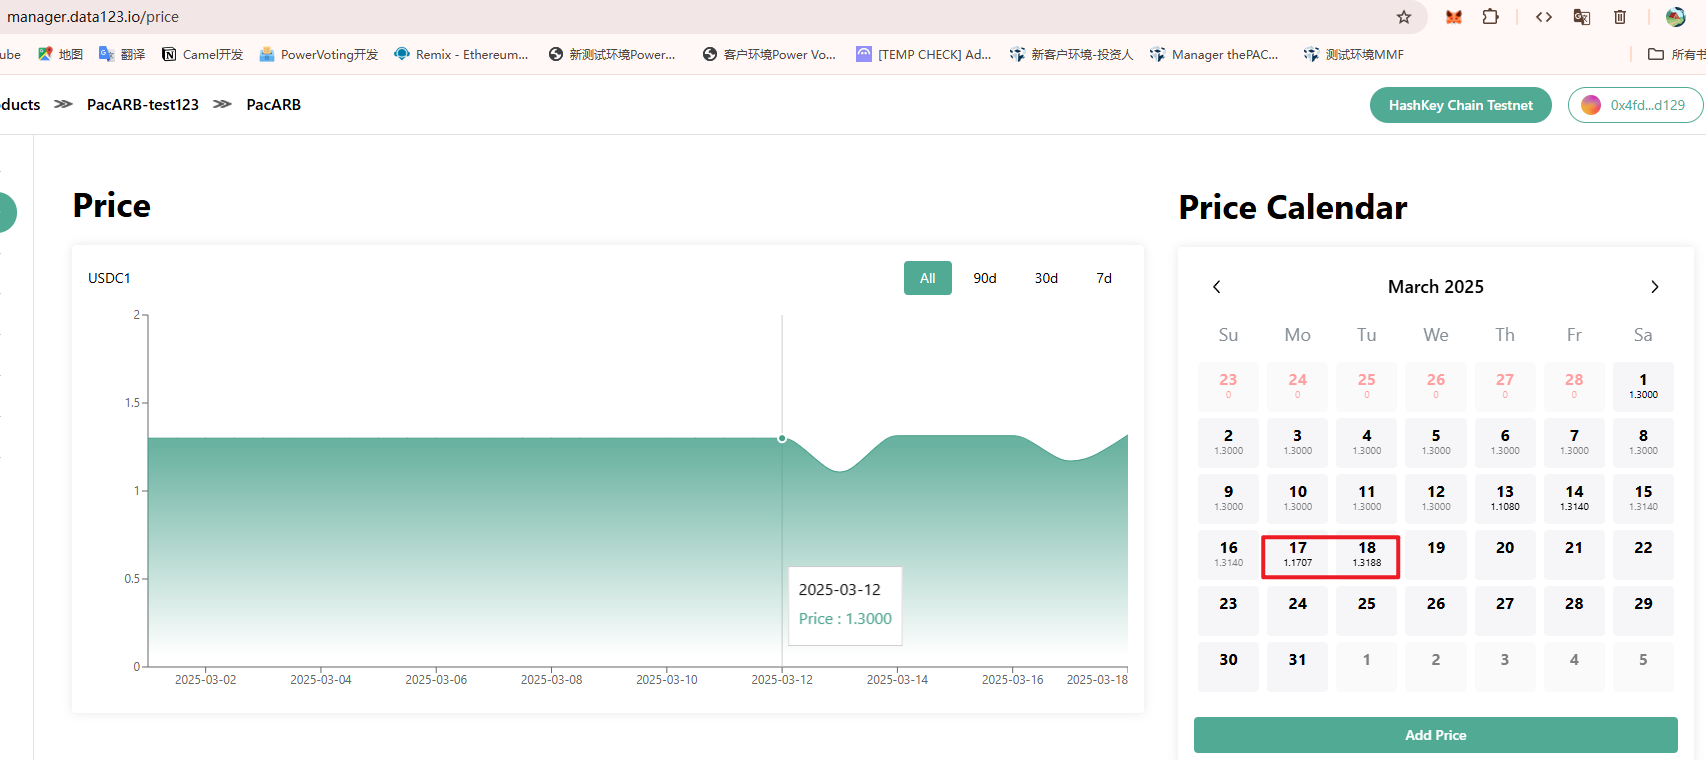 manager.data123.io/price
ube 地图 翻译 Camel开发 PowerVoting开发 Remix - Ethereum... 新测试环境Power... 客户环境Power Vo... [TEMP CHECK] Ad... 新客户环境-投资人 Manager thePAC... 测试环境MMF 所有书
ducts PacARB-test123 PacARB HashKey Chain Testnet 0x4fd...d129
Price
USDC1 All 90d 30d 7d
2
1.5
1
0.5
0
2025-03-12
Price : 1.3000
2025-03-02 2025-03-04 2025-03-06 2025-03-08 2025-03-10 2025-03-12 2025-03-14 2025-03-16 2025-03-18
Price Calendar
March 2025
Su Mo Tu We Th Fr Sa
23 24 25 26 27 28 1
0 0 0 0 0 0 1.3000
2 3 4 5 6 7 8
1.3000 1.3000 1.3000 1.3000 1.3000 1.3000 1.3000
9 10 11 12 13 14 15
1.3000 1.3000 1.3000 1.3000 1.1080 1.3140 1.3140
16 17 18 19 20 21 22
1.3140 1.1707 1.3188
23 24 25 26 27 28 29
30 31 1 2 3 4 5
Add Price